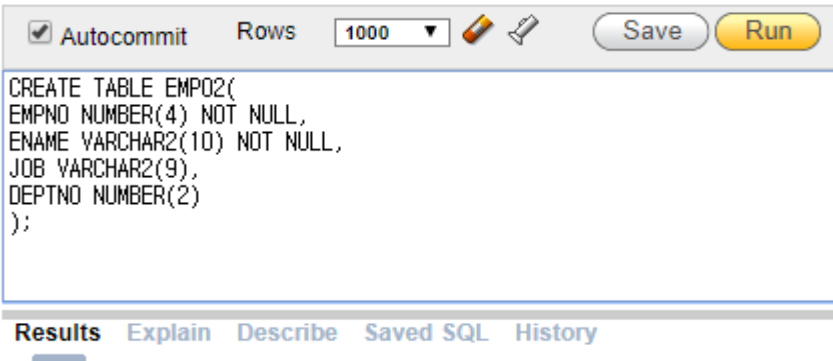 Autocommit Rows 1000 Save Run
CREATE TABLE EMP02(
EMPNO NUMBER(4) NOT NULL,
ENAME VARCHAR2(10) NOT NULL,
JOB VARCHAR2(9),
DEPTNO NUMBER(2)
);
Results Explain Describe Saved SQL History